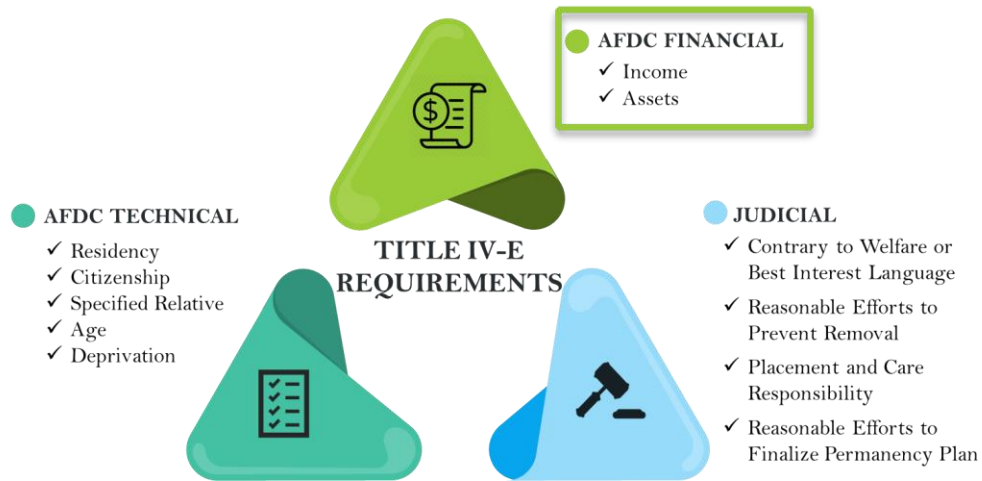 AFDC FINANCIAL
✓ Income
✓ Assets
$
AFDC TECHNICAL
✓ Residency
✓ Citizenship
✓ Specified Relative
✓ Age
✓ Deprivation
TITLE IV-E
REQUIREMENTS
JUDICIAL
✓ Contrary to Welfare or
Best Interest Language
✓ Reasonable Efforts to
Prevent Removal
✓ Placement and Care
Responsibility
✓ Reasonable Efforts to
Finalize Permanency Plan